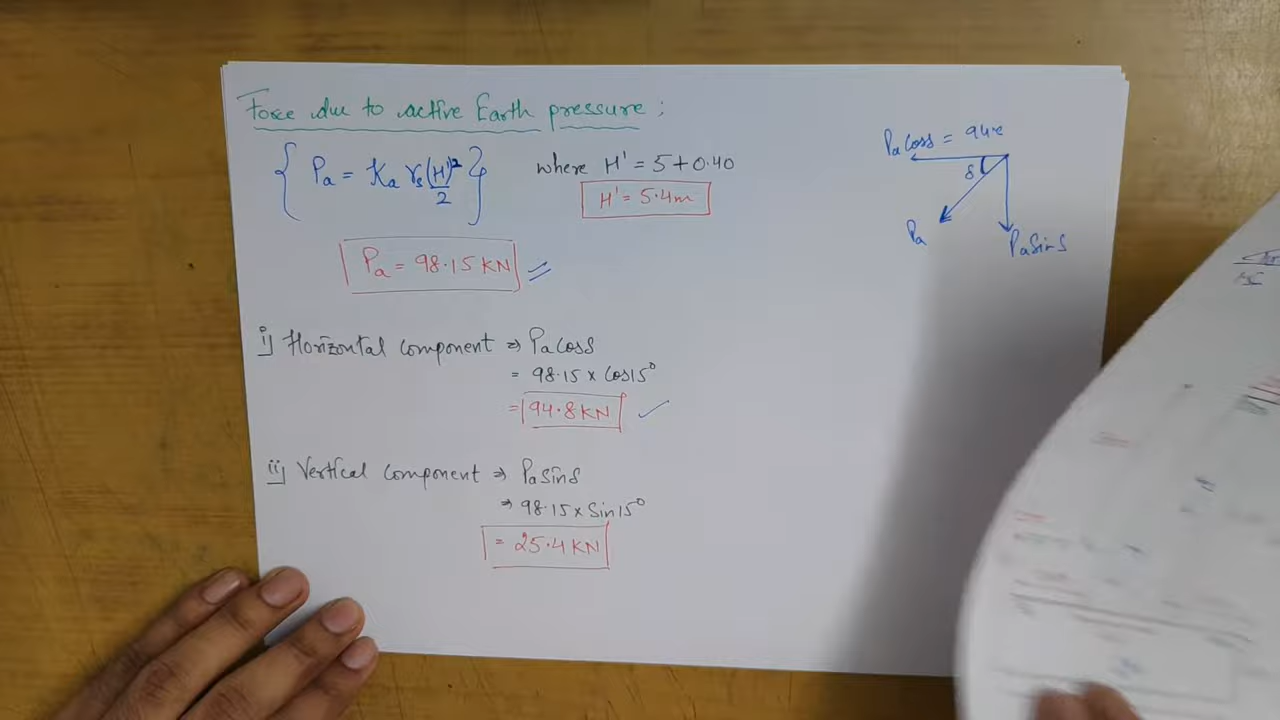 Force due to active Earth pressure:
{ Pa = Ka γs (H')²/2 } where H' = 5+0.40
H' = 5.4m
Pa = 98.15 KN
i] Horizontal component ⇒ Pa cosδ
= 98.15 x Cos15°
= 94.8 KN ✓
ii] Vertical component ⇒ Pa sinδ
⇒ 98.15 x Sin15°
= 25.4 KN
Pa cosδ =
δ
Pa
Pa Sinδ